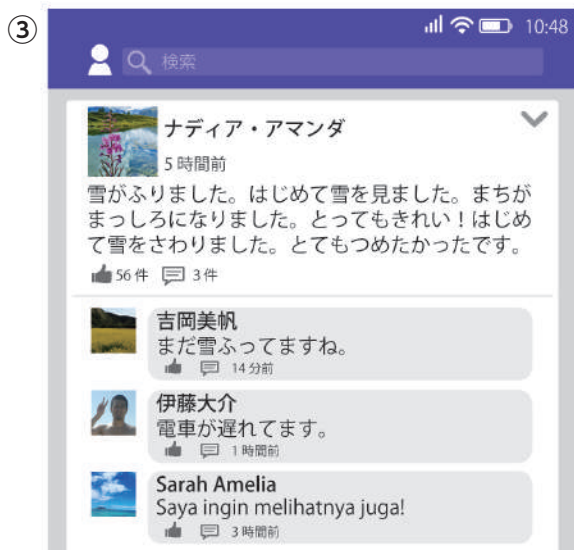 ③
10:48
検索
ナディア・アマンダ
5 時間前
雪がふりました。はじめて雪を見ました。まちが
まっしろになりました。とってもきれい！はじめ
て雪をさわりました。とてもつめたかったです。
56 件 3 件
吉岡美帆
まだ雪ふってますね。
14 分前
伊藤大介
電車が遅れてます。
1 時間前
Sarah Amelia
Saya ingin melihatnya juga!
3 時間前